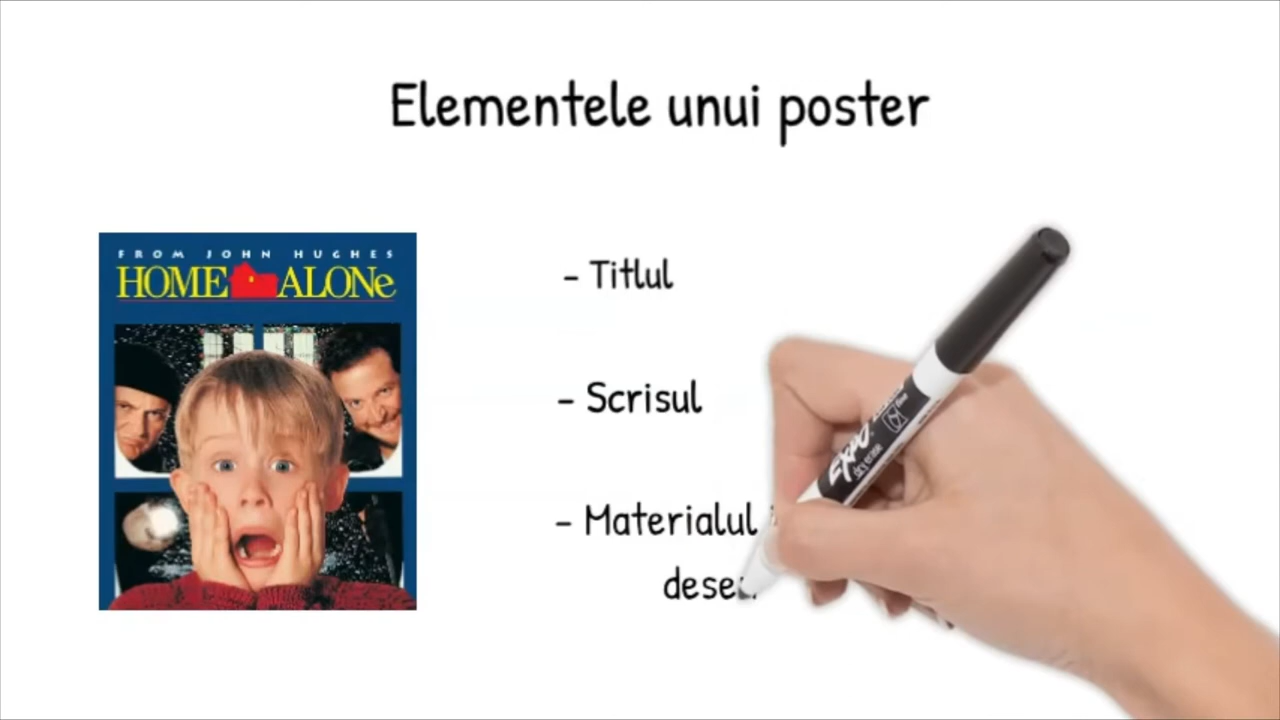 Elementele unui poster
FROM JOHN HUGHES
HOME ALONe
- Titlul
- Scrisul
- Materialul
EXPO